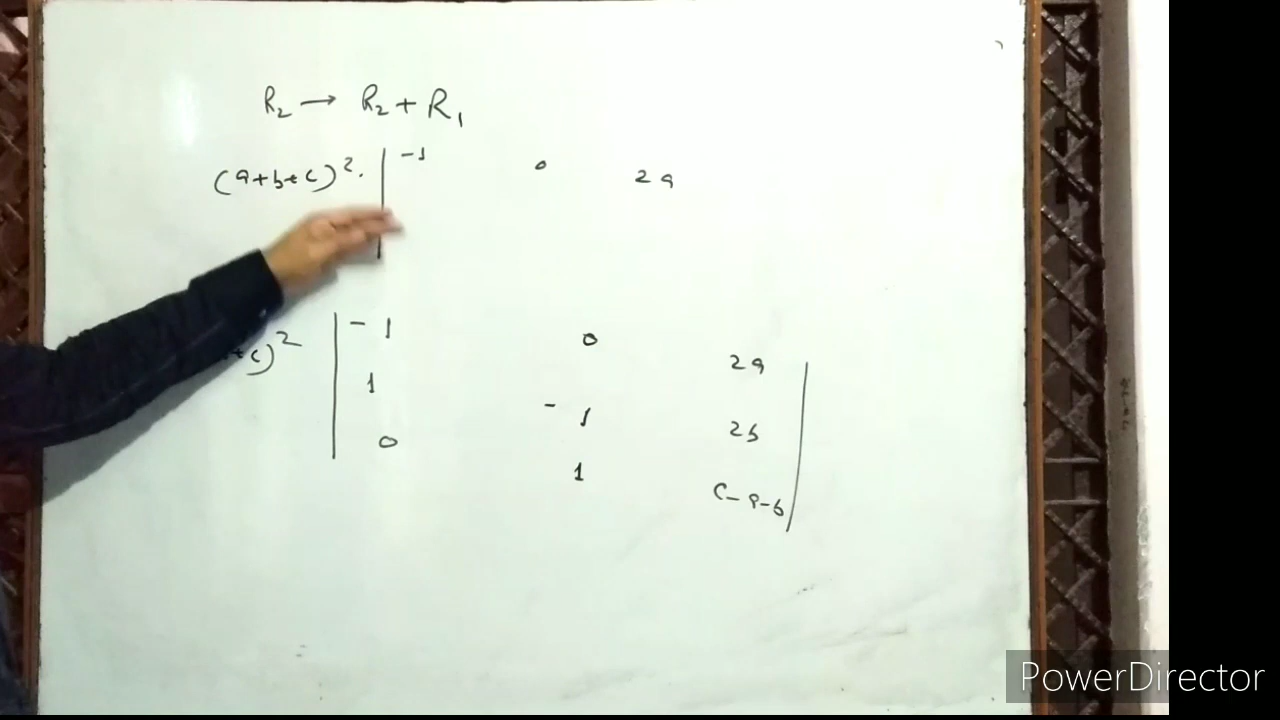 R₂ → R₂ + R₁
(a+b+c)². | -1 0 2a
+c)² | -1 0 2a |
1 -1 2b
0 1 c-a-b
PowerDirector